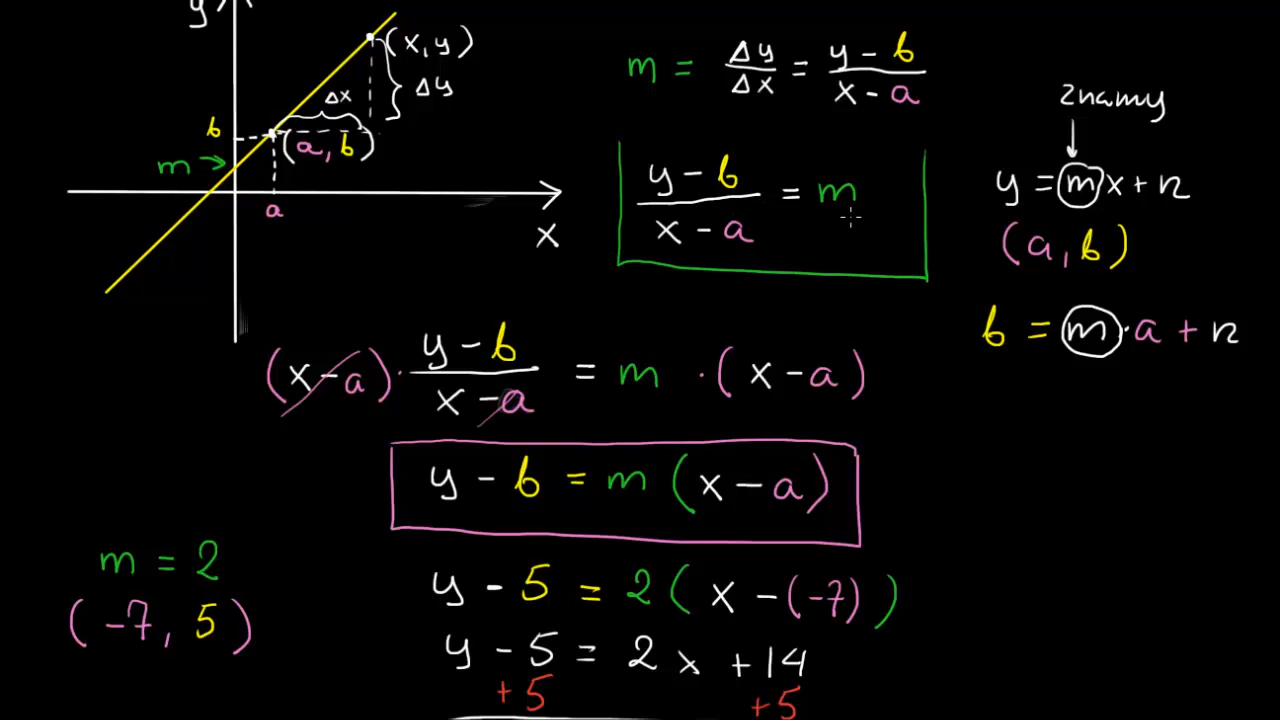 y
(x, y)
Δy
Δx
b
(a, b)
m →
a
x
m = Δy/Δx = (y - b)/(x - a)
(y - b)/(x - a) = m
znamy
y = mx + n
(a, b)
b = m · a + n
(x - a) · (y - b)/(x - a) = m · (x - a)
y - b = m (x - a)
m = 2
(-7, 5)
y - 5 = 2 (x - (-7))
y - 5 = 2x + 14
+5 +5